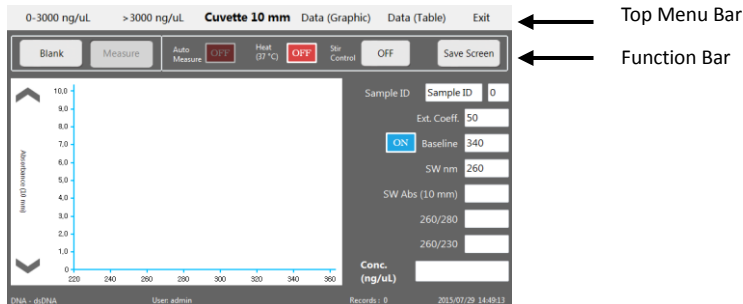 0-3000 ng/uL >3000 ng/uL Cuvette 10 mm Data (Graphic) Data (Table) Exit
Top Menu Bar
Blank Measure Auto Measure OFF Heat (37 °C) OFF Stir Control OFF Save Screen
Function Bar
Sample ID Sample ID 0
Ext. Coeff. 50
ON Baseline 340
SW nm 260
SW Abs (10 mm)
260/280
260/230
Conc. (ng/uL)
Absorbance (10 mm)
10,0
9,0
8,0
7,0
6,0
5,0
4,0
3,0
2,0
1,0
0
220 240 260 280 300 320 340 360
DNA - dsDNA User: admin Records : 0 2015/07/29 14:49:13